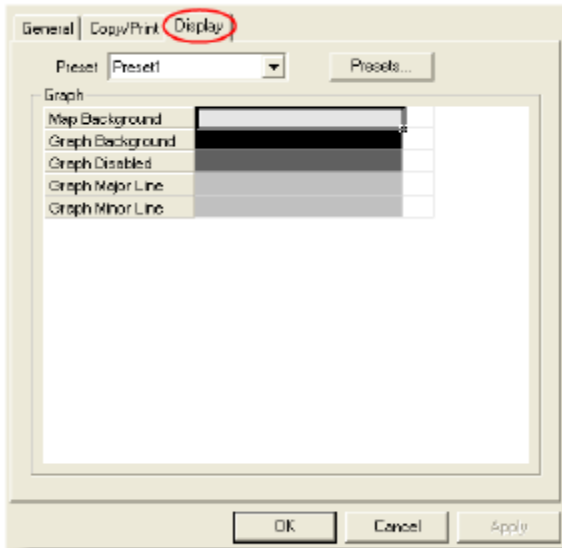 General Copy/Print Display
Preset Preset1 Presets...
Graph
Map Background
Graph Background
Graph Disabled
Graph Major Line
Graph Minor Line
OK Cancel Apply